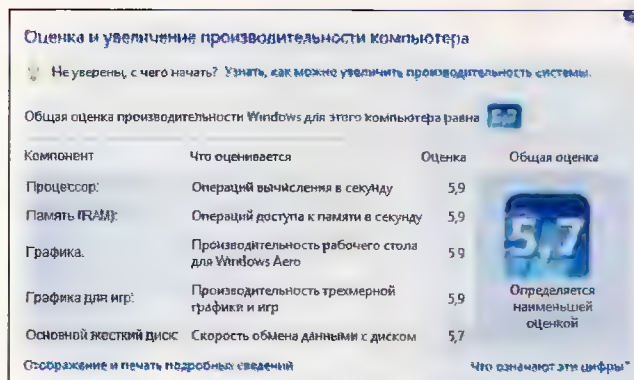 Оценка и увеличение производительности компьютера
Не уверены, с чего начать? Узнать, как можно увеличить производительность системы.
Общая оценка производительности Windows для этого компьютера равна 5,7
Компонент Что оценивается Оценка Общая оценка
Процессор: Операций вычисления в секунду 5,9
Память (RAM): Операций доступа к памяти в секунду 5,9
Графика: Производительность рабочего стола
для Windows Aero 5,9
Графика для игр: Производительность трехмерной
графики и игр 5,9
5,7
Определяется
наименьшей
оценкой
Основной жесткий диск: Скорость обмена данными с диском 5,7
Отображение и печать подробных сведений Что означают эти цифры?